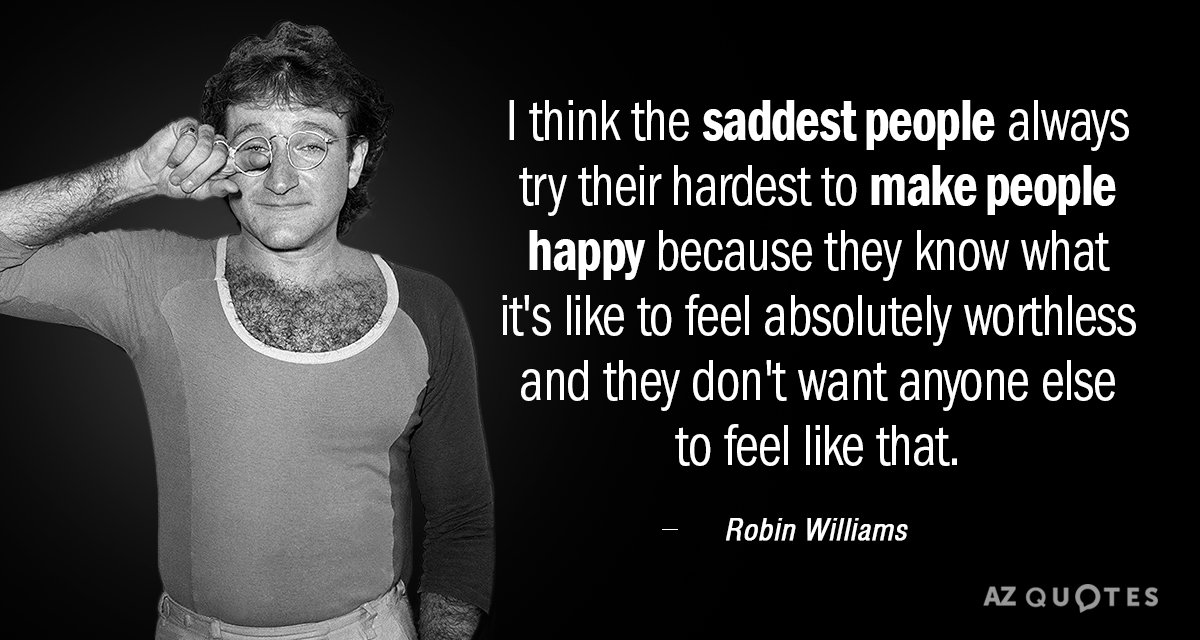 I think the saddest people always
try their hardest to make people
happy because they know what
it's like to feel absolutely worthless
and they don't want anyone else
to feel like that.
– Robin Williams
AZ QUOTES